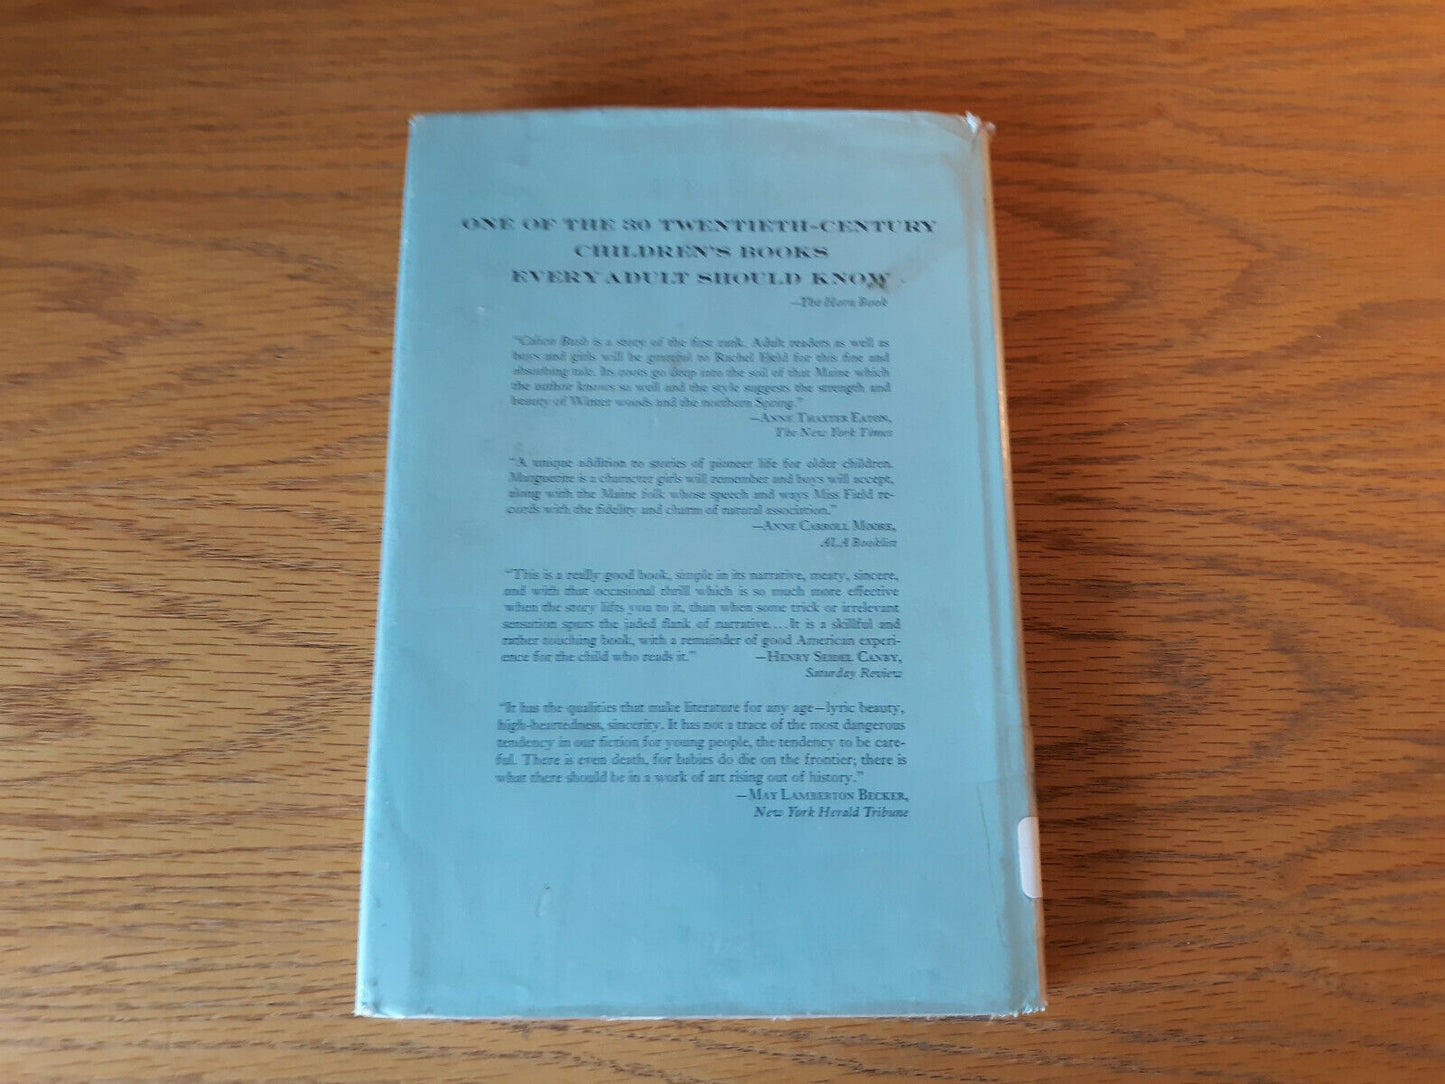 ONE OF THE 30 TWENTIETH-CENTURY
CHILDREN'S BOOKS
EVERY ADULT SHOULD KNOW
—The Horn Book
"Calico Bush is a story of the first rank. Adult readers as well as
boys and girls will be grateful to Rachel Field for this fine and
absorbing tale. Its roots go deep into the soil of that Maine which
the author knows so well and the style suggests the strength and
beauty of Winter woods and the northern Spring."
—ANNE THAXTER EATON,
The New York Times
"A unique addition to stories of pioneer life for older children.
Marguerite is a character girls will remember and boys will accept,
along with the Maine folk whose speech and ways Miss Field re-
cords with the fidelity and charm of natural association."
—ANNE CARROLL MOORE,
ALA Booklist
"This is a really good book, simple in its narrative, meaty, sincere,
and with that occasional thrill which is so much more effective
when the story lifts you to it, than when some trick or irrelevant
sensation spurs the jaded flank of narrative....It is a skillful and
rather touching book, with a remainder of good American experi-
ence for the child who reads it." —HENRY SEIDEL CANBY,
Saturday Review
"It has the qualities that make literature for any age—lyric beauty,
high-heartedness, sincerity. It has not a trace of the most dangerous
tendency in our fiction for young people, the tendency to be care-
ful. There is even death, for babies do die on the frontier; there is
what there should be in a work of art rising out of history."
—MAY LAMBERTON BECKER,
New York Herald Tribune